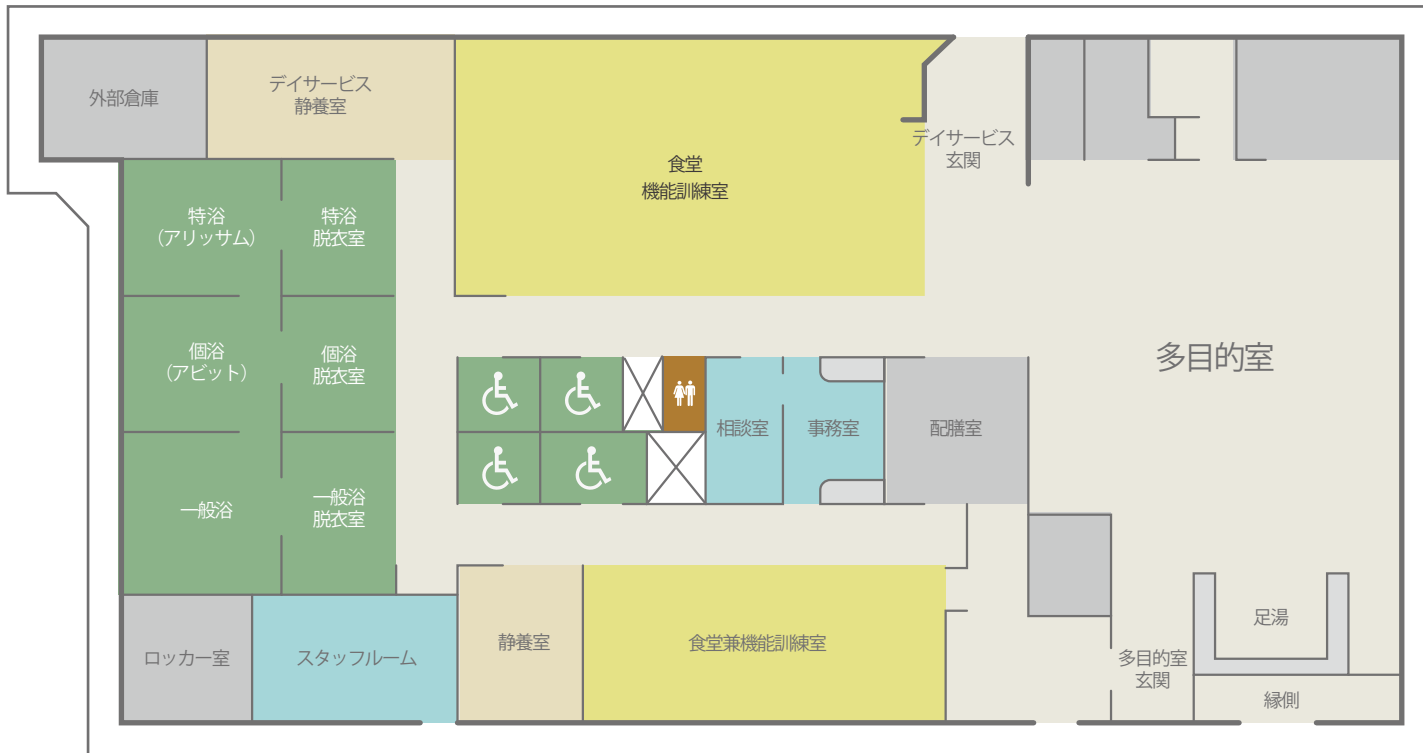 外部倉庫
デイサービス
静養室
食堂
機能訓練室
デイサービス
玄関
特浴
（アリッサム）
特浴
脱衣室
個浴
（アビット）
個浴
脱衣室
多目的室
相談室
事務室
配膳室
一般浴
一般浴
脱衣室
ロッカー室
スタッフルーム
静養室
食堂兼機能訓練室
多目的室
玄関
足湯
縁側